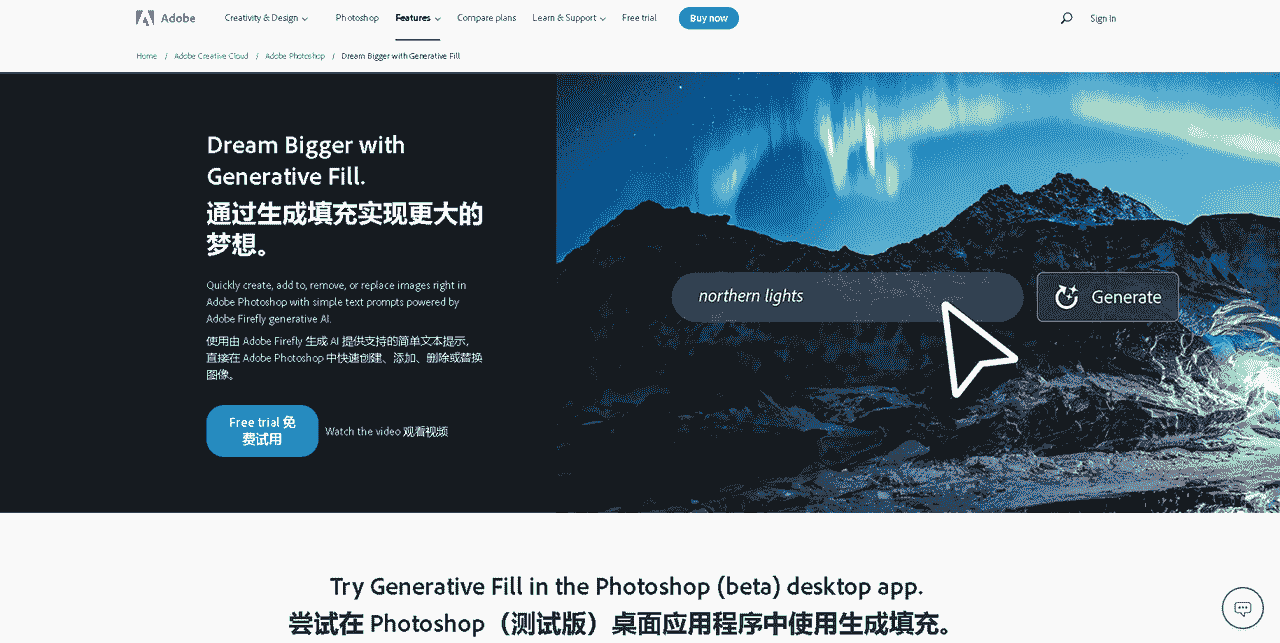 Adobe Creativity & Design Photoshop Features Compare plans Learn & Support Free trial Buy now Sign In
Home / Adobe Creative Cloud / Adobe Photoshop / Dream Bigger with Generative Fill
Dream Bigger with
Generative Fill.
通过生成填充实现更大的
梦想。
Quickly create, add to, remove, or replace images right in
Adobe Photoshop with simple text prompts powered by
Adobe Firefly generative AI.
使用由 Adobe Firefly 生成 AI 提供支持的简单文本提示，
直接在 Adobe Photoshop 中快速创建、添加、删除或替换
图像。
Free trial 免
费试用
Watch the video 观看视频
northern lights
Generate
Try Generative Fill in the Photoshop (beta) desktop app.
尝试在 Photoshop（测试版）桌面应用程序中使用生成填充。